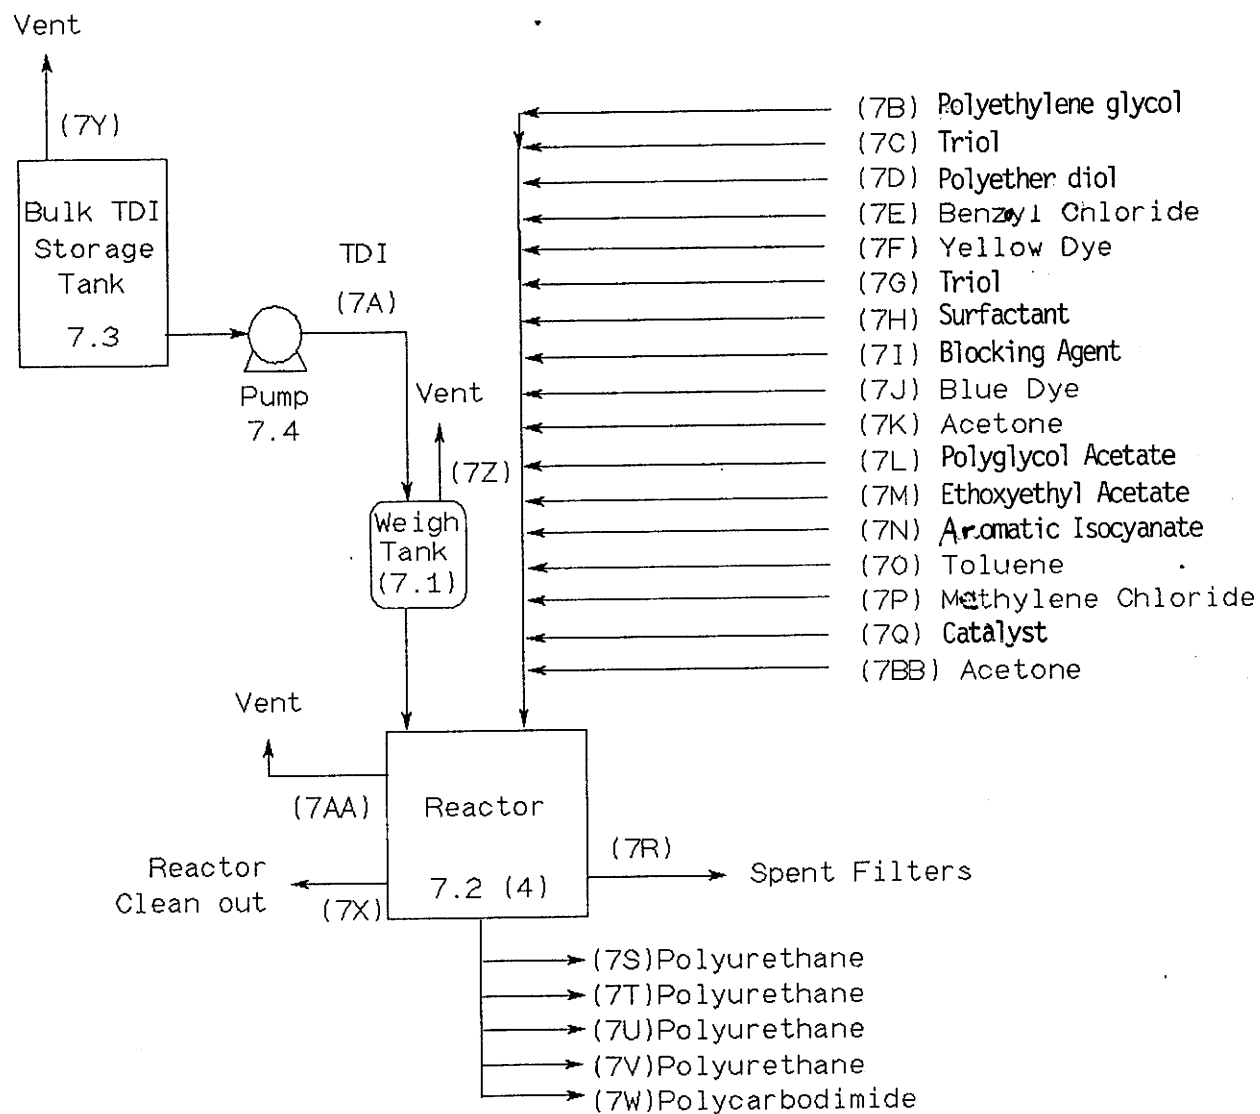 Vent
(7Y)
Bulk TDI
Storage
Tank
7.3
TDI
(7A)
Pump
7.4
Vent
(7Z)
Weigh
Tank
(7.1)
(7B) Polyethylene glycol
(7C) Triol
(7D) Polyether diol
(7E) Benzoyl Chloride
(7F) Yellow Dye
(7G) Triol
(7H) Surfactant
(7I) Blocking Agent
(7J) Blue Dye
(7K) Acetone
(7L) Polyglycol Acetate
(7M) Ethoxyethyl Acetate
(7N) Aromatic Isocyanate
(7O) Toluene
(7P) Methylene Chloride
(7Q) Catalyst
(7BB) Acetone
Vent
(7AA)
Reactor
7.2 (4)
Reactor
Clean out
(7X)
(7R)
Spent Filters
(7S)Polyurethane
(7T)Polyurethane
(7U)Polyurethane
(7V)Polyurethane
(7W)Polycarbodimide